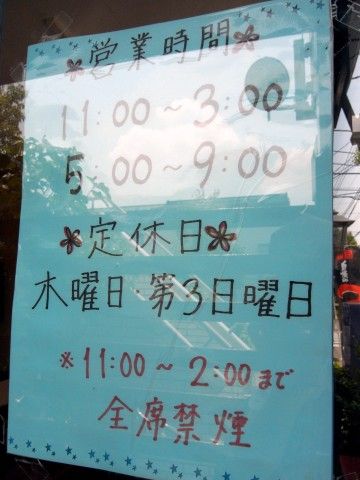 営業時間
11:00~3:00
5:00~9:00
定休日
木曜日・第3日曜日
※11:00~2:00まで
全席禁煙